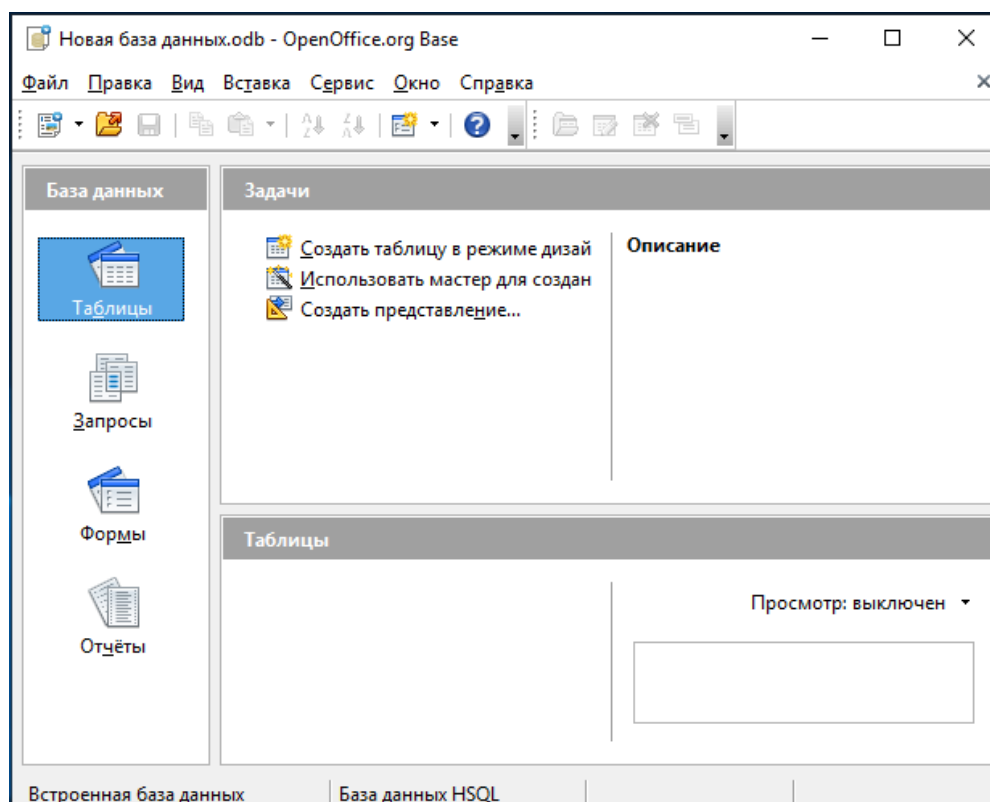 Новая база данных.odb - OpenOffice.org Base
Файл Правка Вид Вставка Сервис Окно Справка
База данных
Таблицы
Запросы
Формы
Отчёты
Задачи
Создать таблицу в режиме дизай
Использовать мастер для создан
Создать представление...
Описание
Таблицы
Просмотр: выключен
Встроенная база данных
База данных HSQL